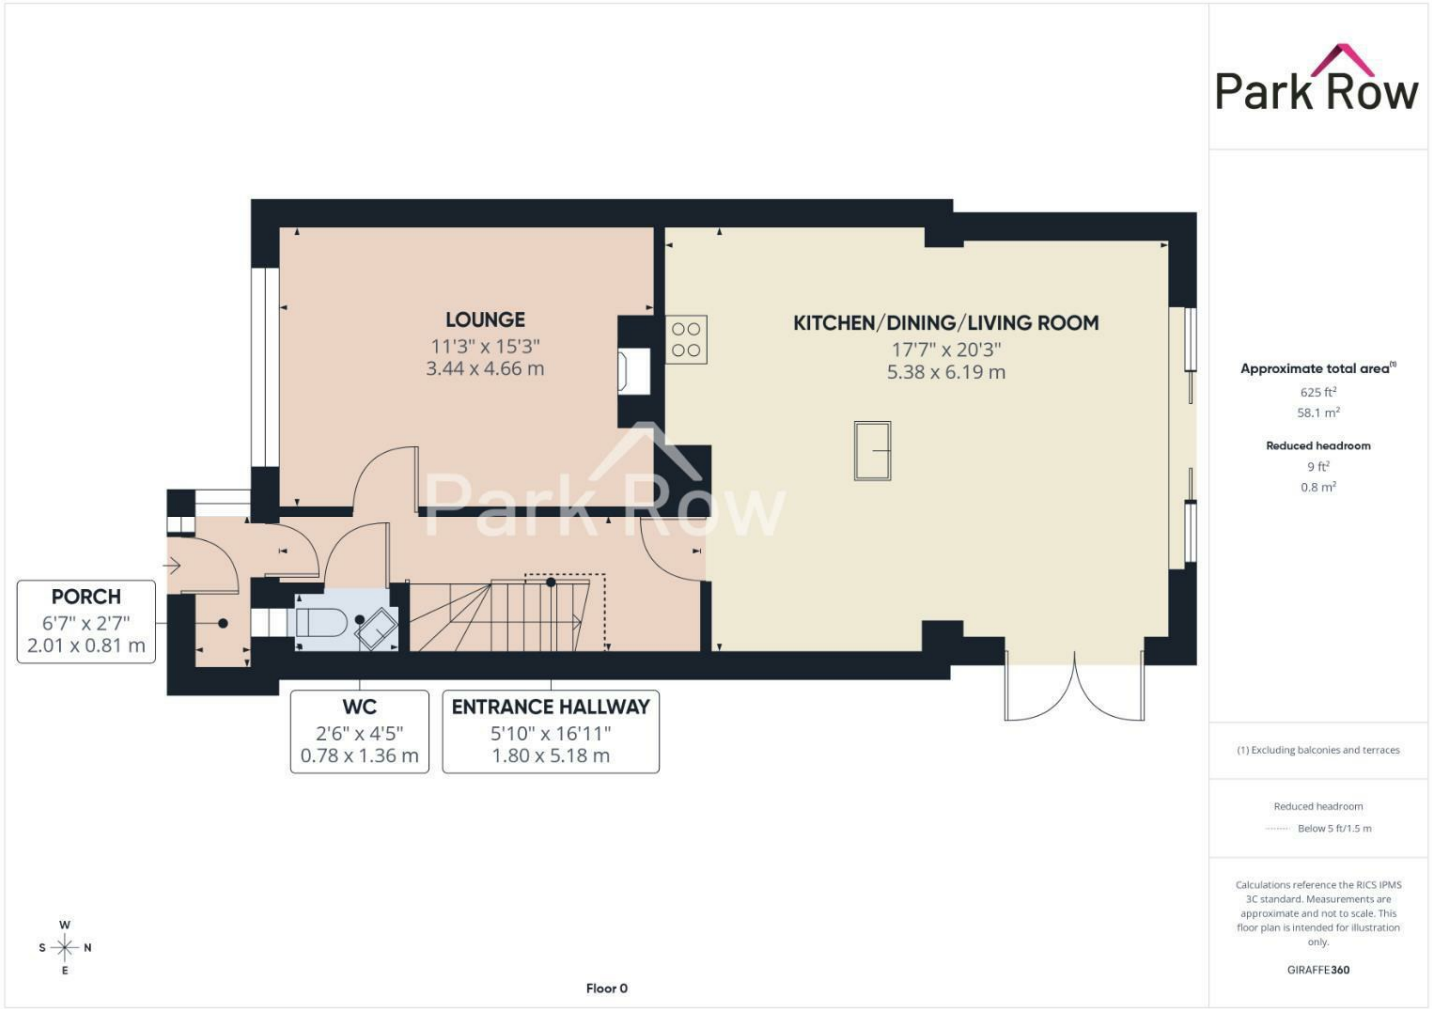 Park Row
LOUNGE
11'3" x 15'3"
3.44 x 4.66 m
KITCHEN/DINING/LIVING ROOM
17'7" x 20'3"
5.38 x 6.19 m
Park Row
PORCH
6'7" x 2'7"
2.01 x 0.81 m
WC
2'6" x 4'5"
0.78 x 1.36 m
ENTRANCE HALLWAY
5'10" x 16'11"
1.80 x 5.18 m
Approximate total area(1)
625 ft²
58.1 m²
Reduced headroom
9 ft²
0.8 m²
(1) Excluding balconies and terraces
Reduced headroom
Below 5 ft/1.5 m
Calculations reference the RICS IPMS
3C standard. Measurements are
approximate and not to scale. This
floor plan is intended for illustration
only.
GIRAFFE360
W
S N
E
Floor 0